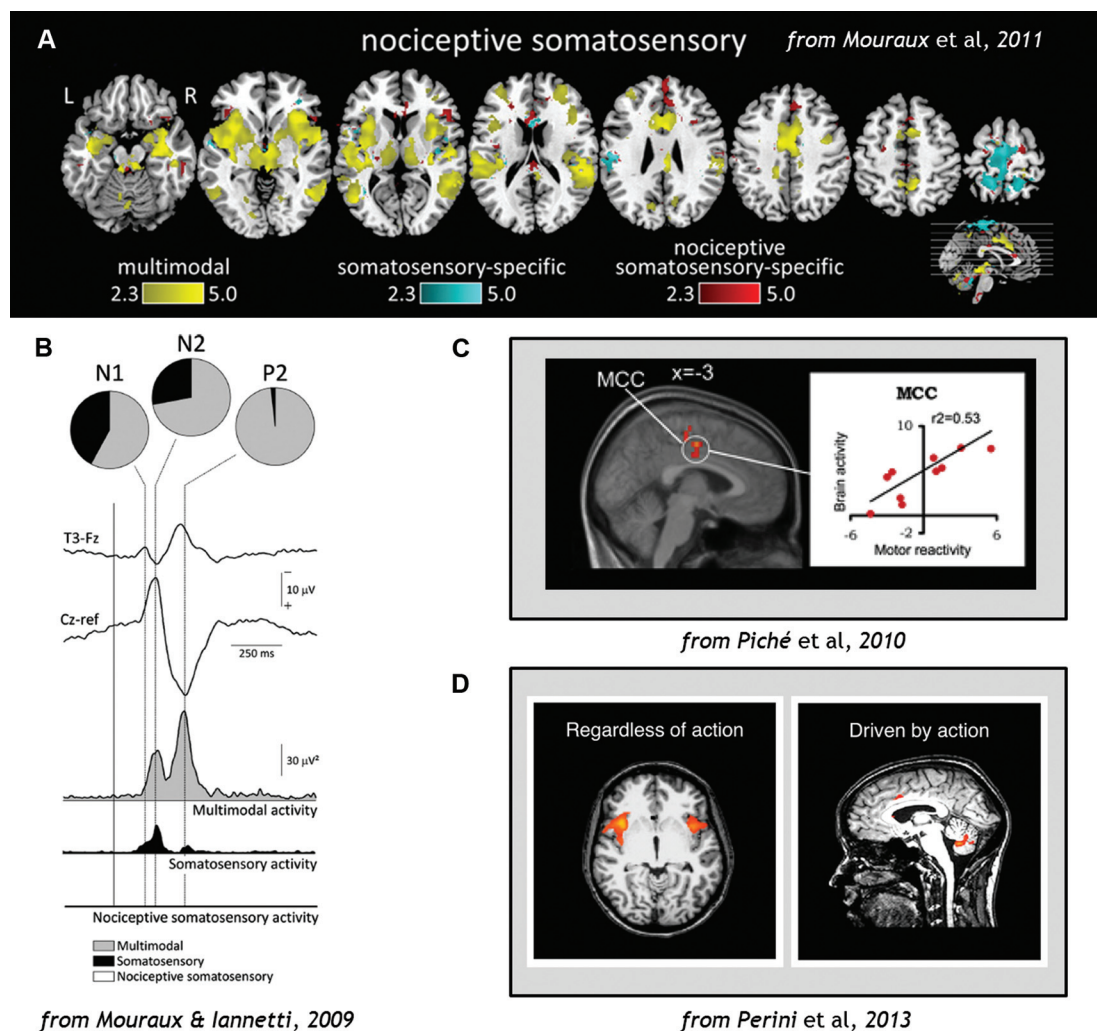 A
nociceptive somatosensory
from Mouraux et al, 2011
L
R
multimodal
2.3 5.0
somatosensory-specific
2.3 5.0
nociceptive
somatosensory-specific
2.3 5.0
B
N1
N2
P2
T3-Fz
−
10 µV
+
Cz-ref
250 ms
30 µV²
Multimodal activity
Somatosensory activity
Nociceptive somatosensory activity
Multimodal
Somatosensory
Nociceptive somatosensory
from Mouraux & Iannetti, 2009
C
MCC
x=-3
MCC
r2=0.53
10
Brain activity
-6
-2
6
Motor reactivity
from Piché et al, 2010
D
Regardless of action
Driven by action
from Perini et al, 2013